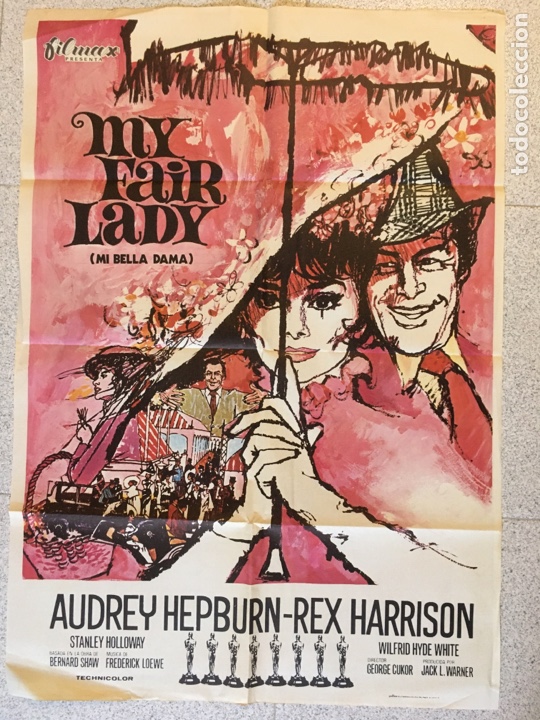 filmax
PRESENTA
MY
FAIR
LADY
(MI BELLA DAMA)
AUDREY HEPBURN-REX HARRISON
STANLEY HOLLOWAY
WILFRID HYDE WHITE
BASADA EN LA OBRA DE
BERNARD SHAW
MUSICA DE
FREDERICK LOEWE
DIRECTOR
GEORGE CUKOR
PRODUCIDA POR
JACK L. WARNER
TECHNICOLOR
todocoleccion